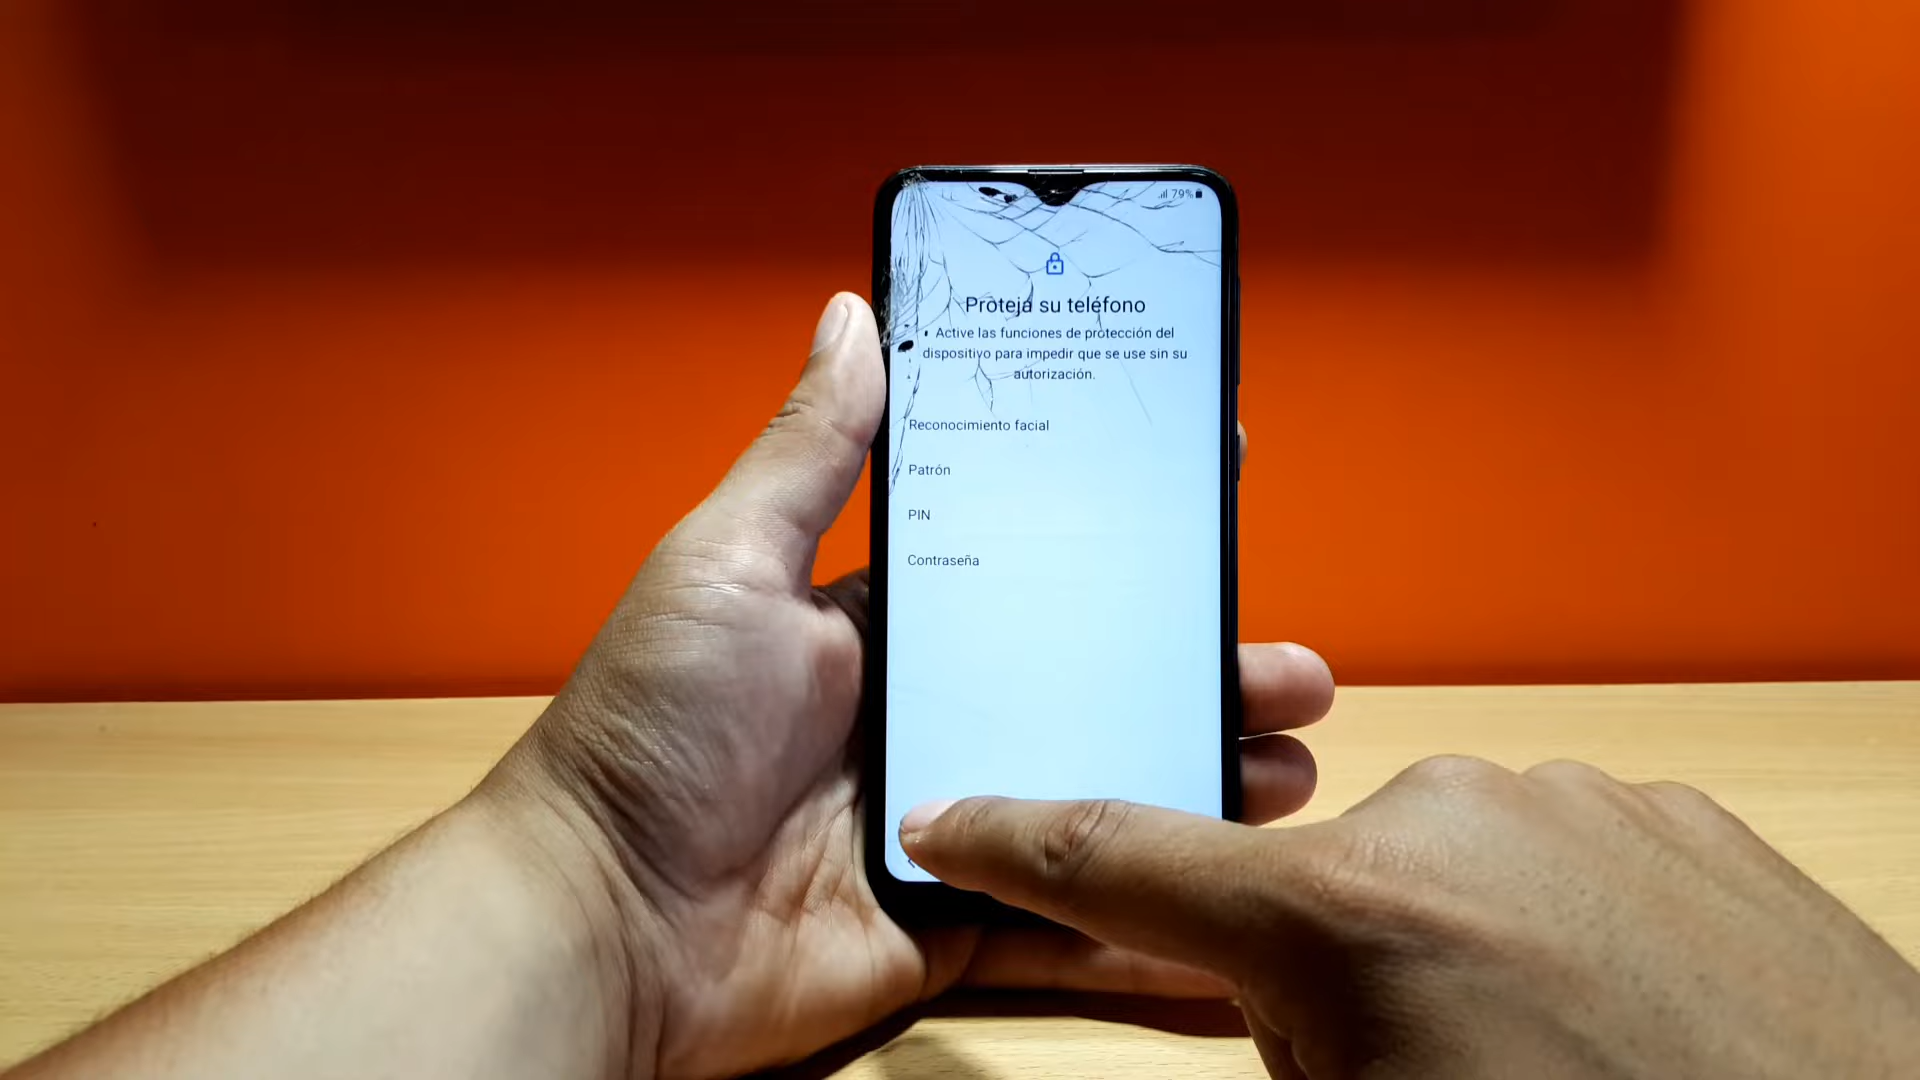 79%
Proteja su teléfono
Active las funciones de protección del
dispositivo para impedir que se use sin su
autorización.
Reconocimiento facial
Patrón
PIN
Contraseña